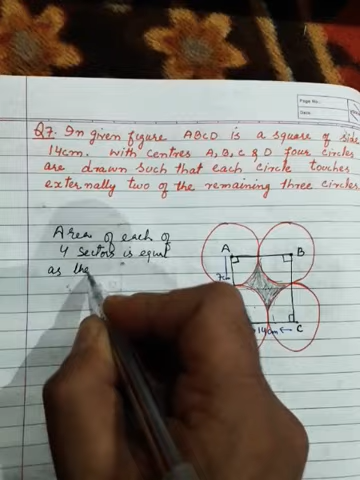 Page No.:
Date:
Q7. In given figure ABCD is a square of side
14cm. With centres A, B, C & D four circles
are drawn such that each circle touches
externally two of the remaining three circles
Area of each of
4 sectors is equal
as the
A
B
14cm
C